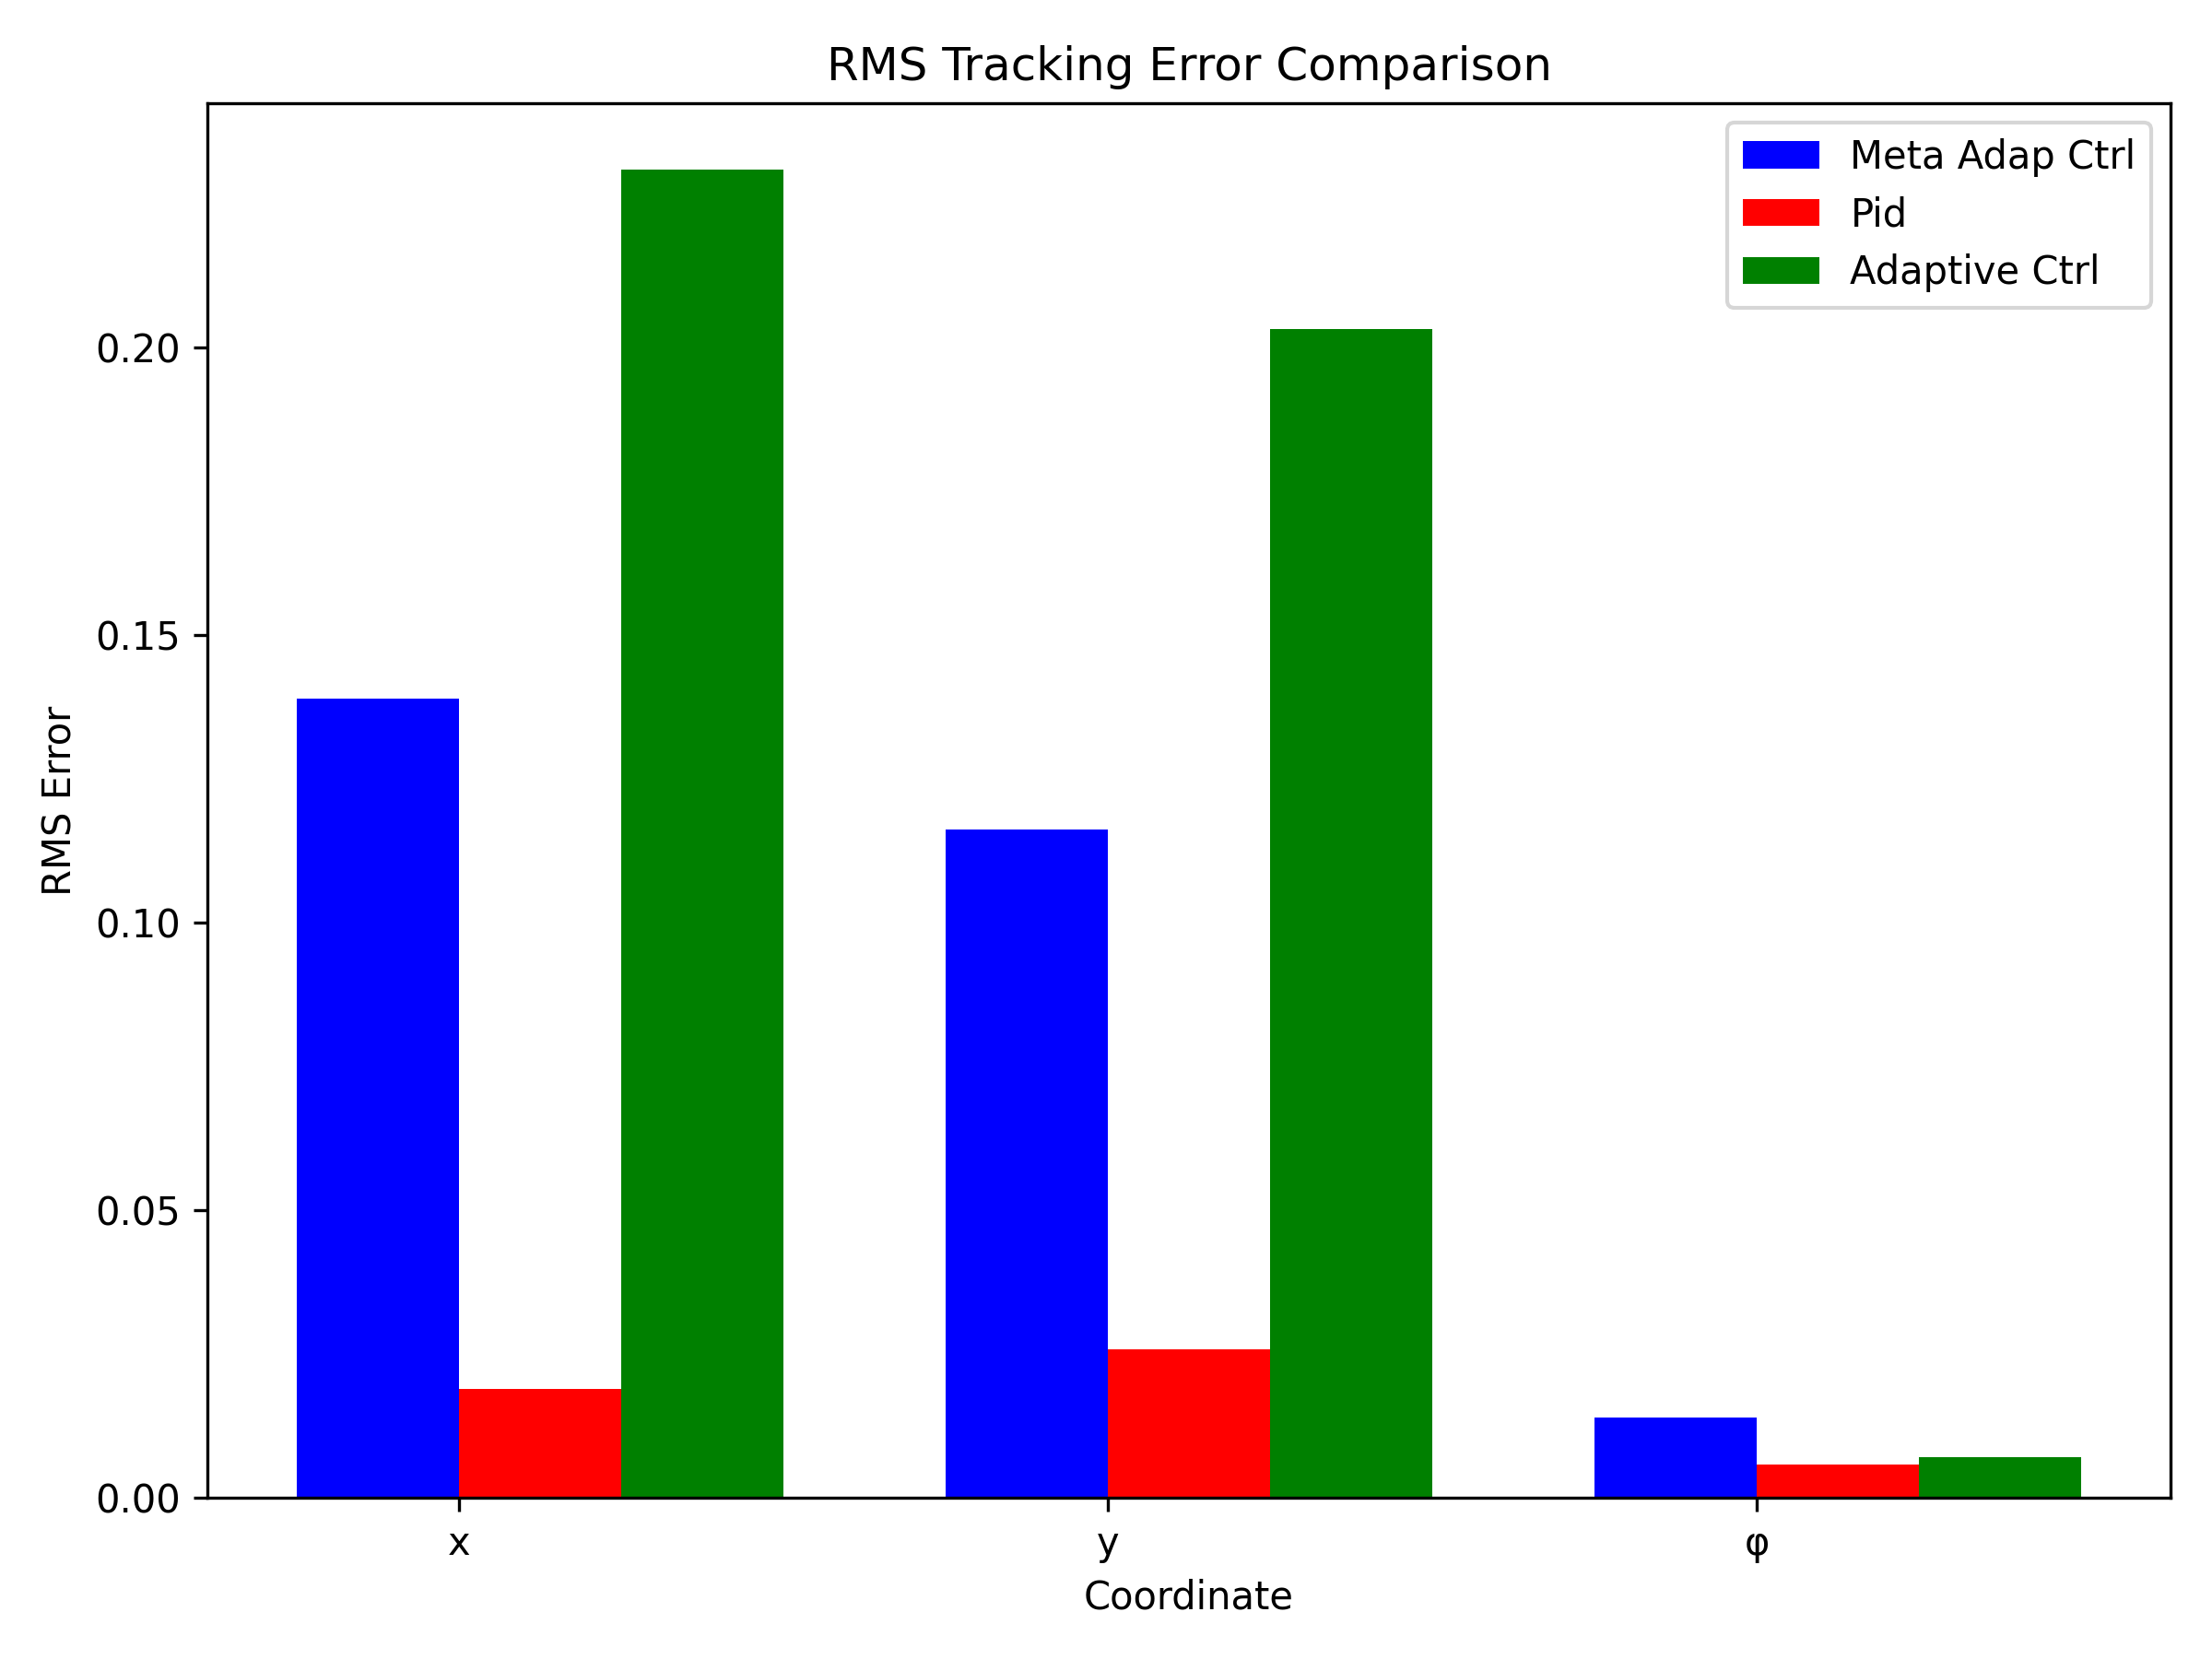 RMS Tracking Error Comparison
Meta Adap Ctrl
Pid
Adaptive Ctrl
RMS Error
0.20
0.15
0.10
0.05
0.00
x
y
φ
Coordinate